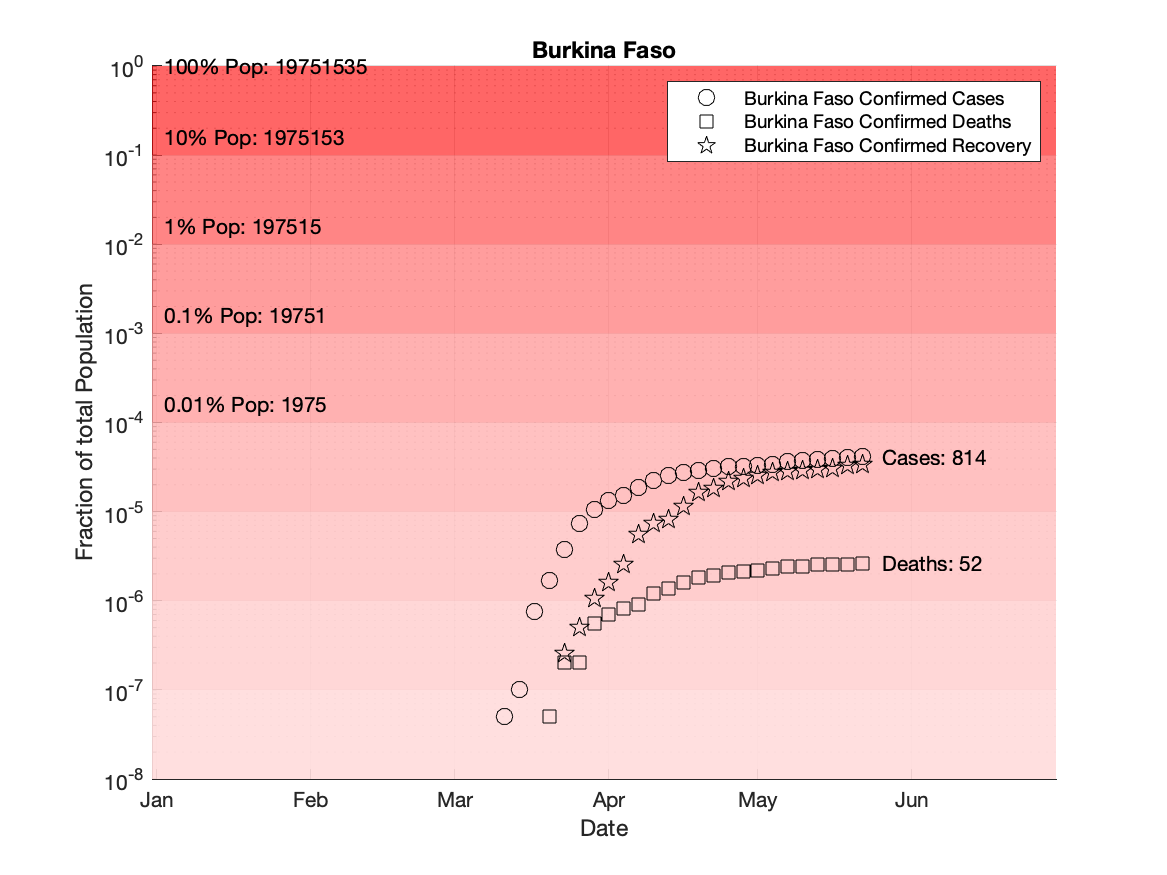 Burkina Faso
10^0
100% Pop: 19751535
Burkina Faso Confirmed Cases
Burkina Faso Confirmed Deaths
Burkina Faso Confirmed Recovery
10% Pop: 1975153
10^-1
1% Pop: 197515
10^-2
0.1% Pop: 19751
10^-3
0.01% Pop: 1975
10^-4
Cases: 814
10^-5
Deaths: 52
10^-6
10^-7
10^-8
Fraction of total Population
Jan Feb Mar Apr May Jun
Date